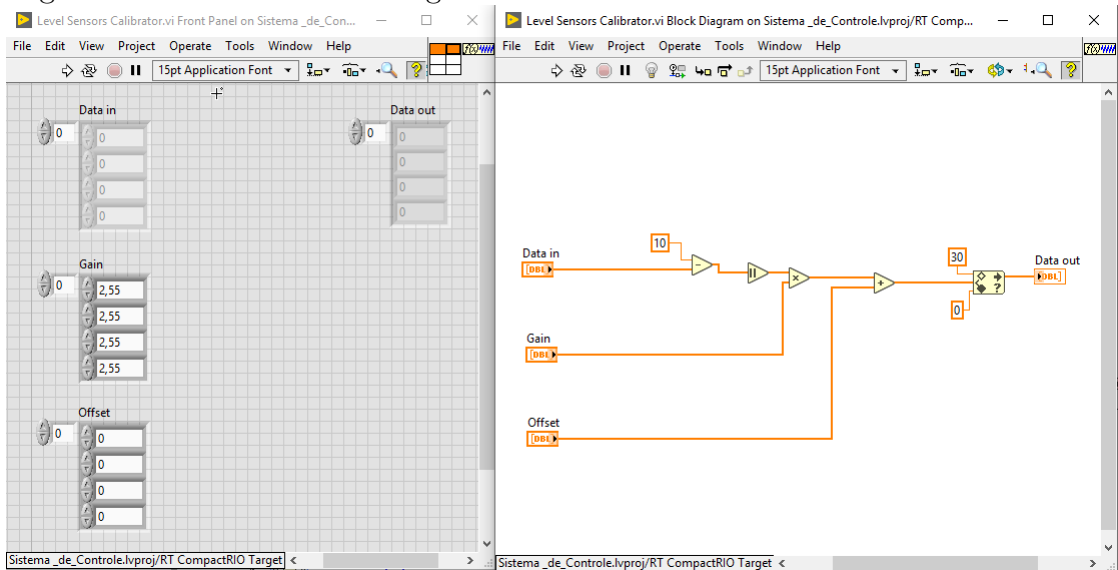 Level Sensors Calibrator.vi Front Panel on Sistema _de_Con...
File Edit View Project Operate Tools Window Help
15pt Application Font
Data in
0
0
0
0
0
Data out
0
0
0
0
0
Gain
0
2,55
2,55
2,55
2,55
Offset
0
0
0
0
0
Sistema _de_Controle.lvproj/RT CompactRIO Target
Level Sensors Calibrator.vi Block Diagram on Sistema _de_Controle.lvproj/RT Comp...
File Edit View Project Operate Tools Window Help
15pt Application Font
Data in
[DBL]
10
30
0
Data out
DBL]
Gain
[DBL]
Offset
[DBL]
Sistema _de_Controle.lvproj/RT CompactRIO Target